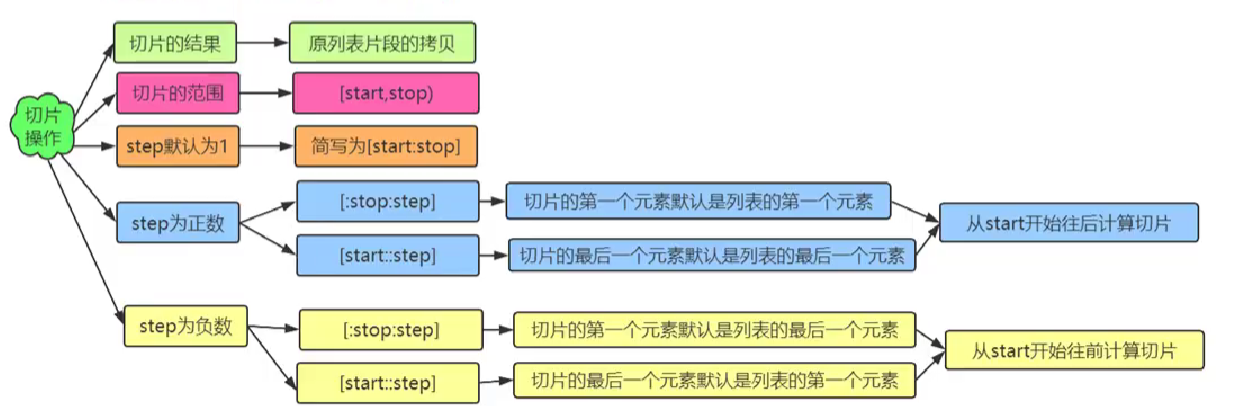 切片
操作
切片的结果
原列表片段的拷贝
切片的范围
[start,stop)
step默认为1
简写为[start:stop]
step为正数
[:stop:step]
切片的第一个元素默认是列表的第一个元素
[start::step]
切片的最后一个元素默认是列表的最后一个元素
从start开始往后计算切片
step为负数
[:stop:step]
切片的第一个元素默认是列表的最后一个元素
[start::step]
切片的最后一个元素默认是列表的第一个元素
从start开始往前计算切片